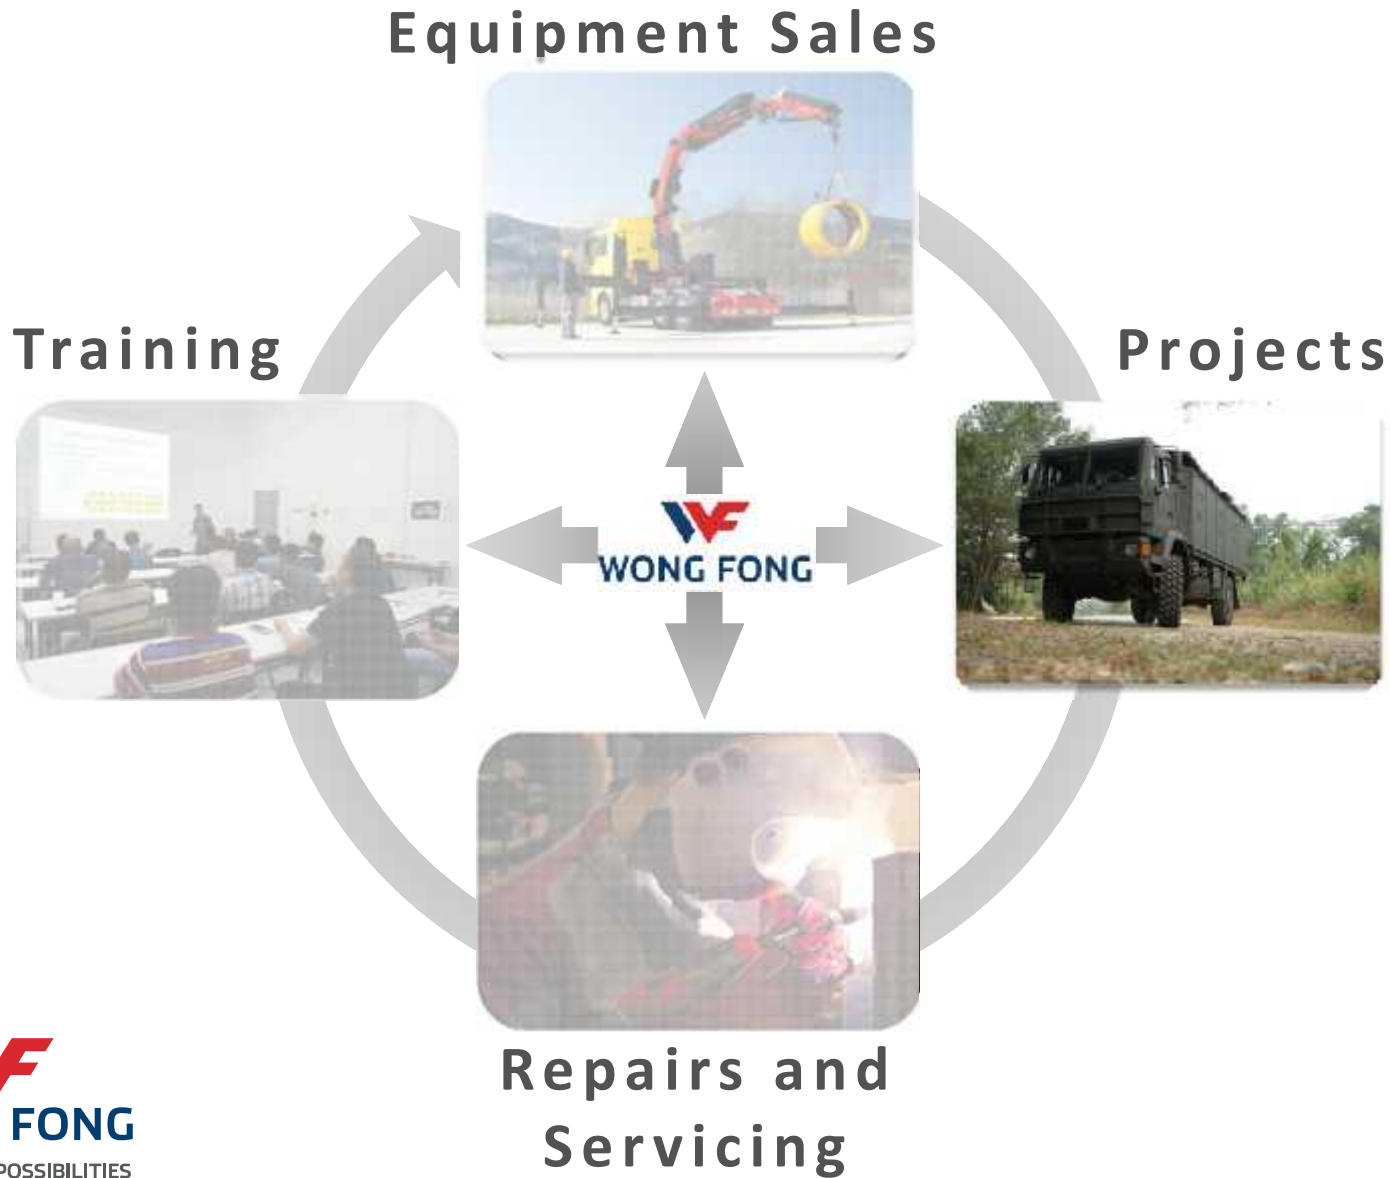 Equipment Sales
Training
Projects
WONG FONG
Repairs and
Servicing
FONG
POSSIBILITIES